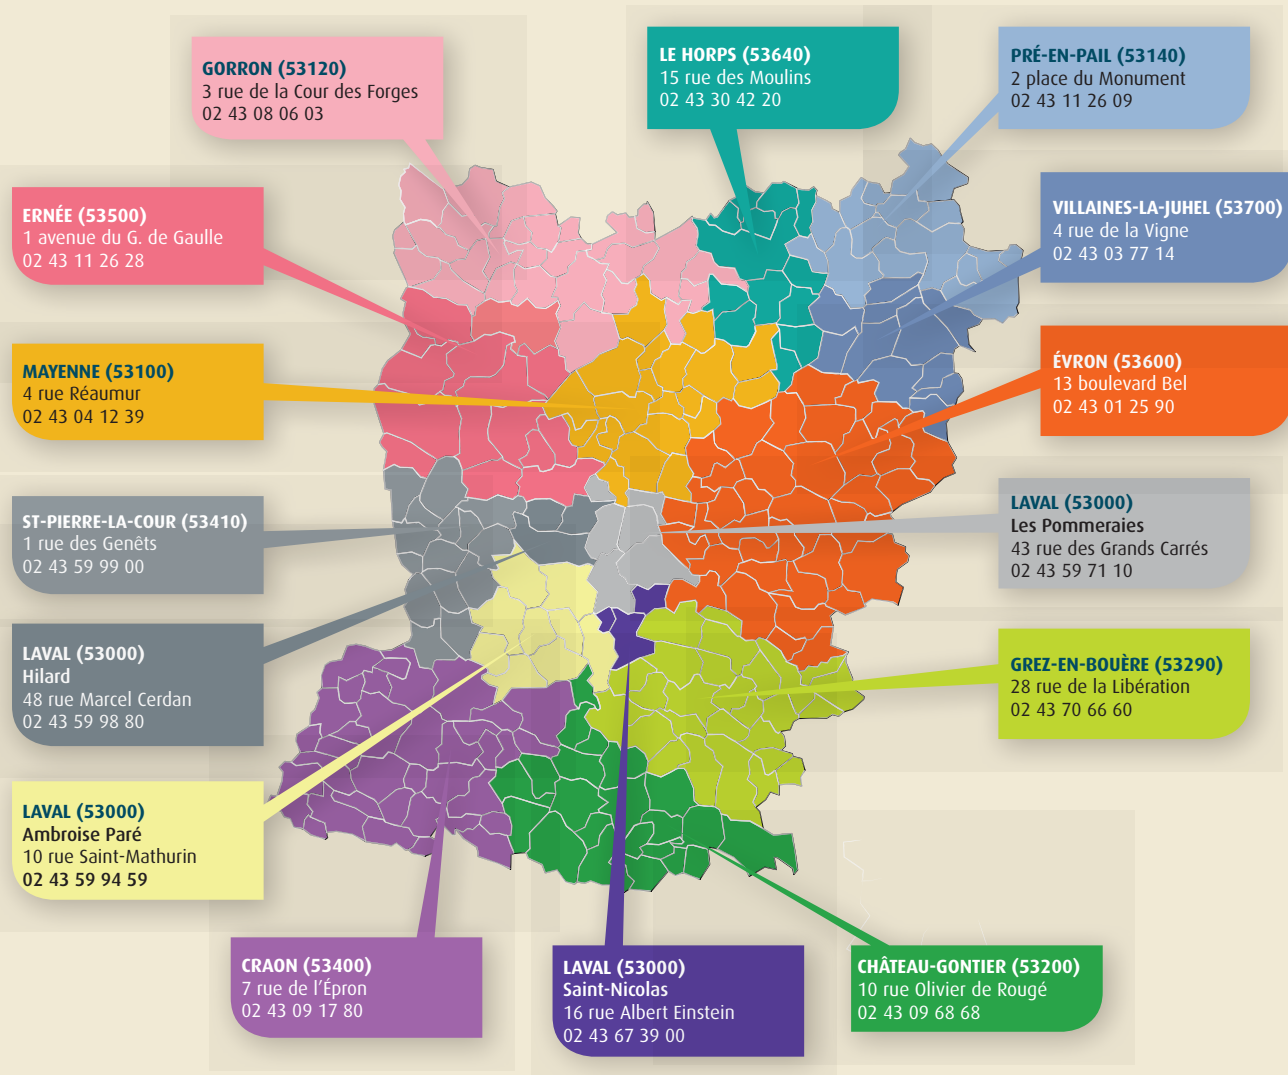 GORRON (53120)
3 rue de la Cour des Forges
02 43 08 06 03
LE HORPS (53640)
15 rue des Moulins
02 43 30 42 20
PRÉ-EN-PAIL (53140)
2 place du Monument
02 43 11 26 09
ERNÉE (53500)
1 avenue du G. de Gaulle
02 43 11 26 28
VILLAINES-LA-JUHEL (53700)
4 rue de la Vigne
02 43 03 77 14
MAYENNE (53100)
4 rue Réaumur
02 43 04 12 39
ÉVRON (53600)
13 boulevard Bel
02 43 01 25 90
ST-PIERRE-LA-COUR (53410)
1 rue des Genêts
02 43 59 99 00
LAVAL (53000)
Les Pommeraies
43 rue des Grands Carrés
02 43 59 71 10
LAVAL (53000)
Hilard
48 rue Marcel Cerdan
02 43 59 98 80
GREZ-EN-BOUÈRE (53290)
28 rue de la Libération
02 43 70 66 60
LAVAL (53000)
Ambroise Paré
10 rue Saint-Mathurin
02 43 59 94 59
CRAON (53400)
7 rue de l'Épron
02 43 09 17 80
LAVAL (53000)
Saint-Nicolas
16 rue Albert Einstein
02 43 67 39 00
CHÂTEAU-GONTIER (53200)
10 rue Olivier de Rougé
02 43 09 68 68